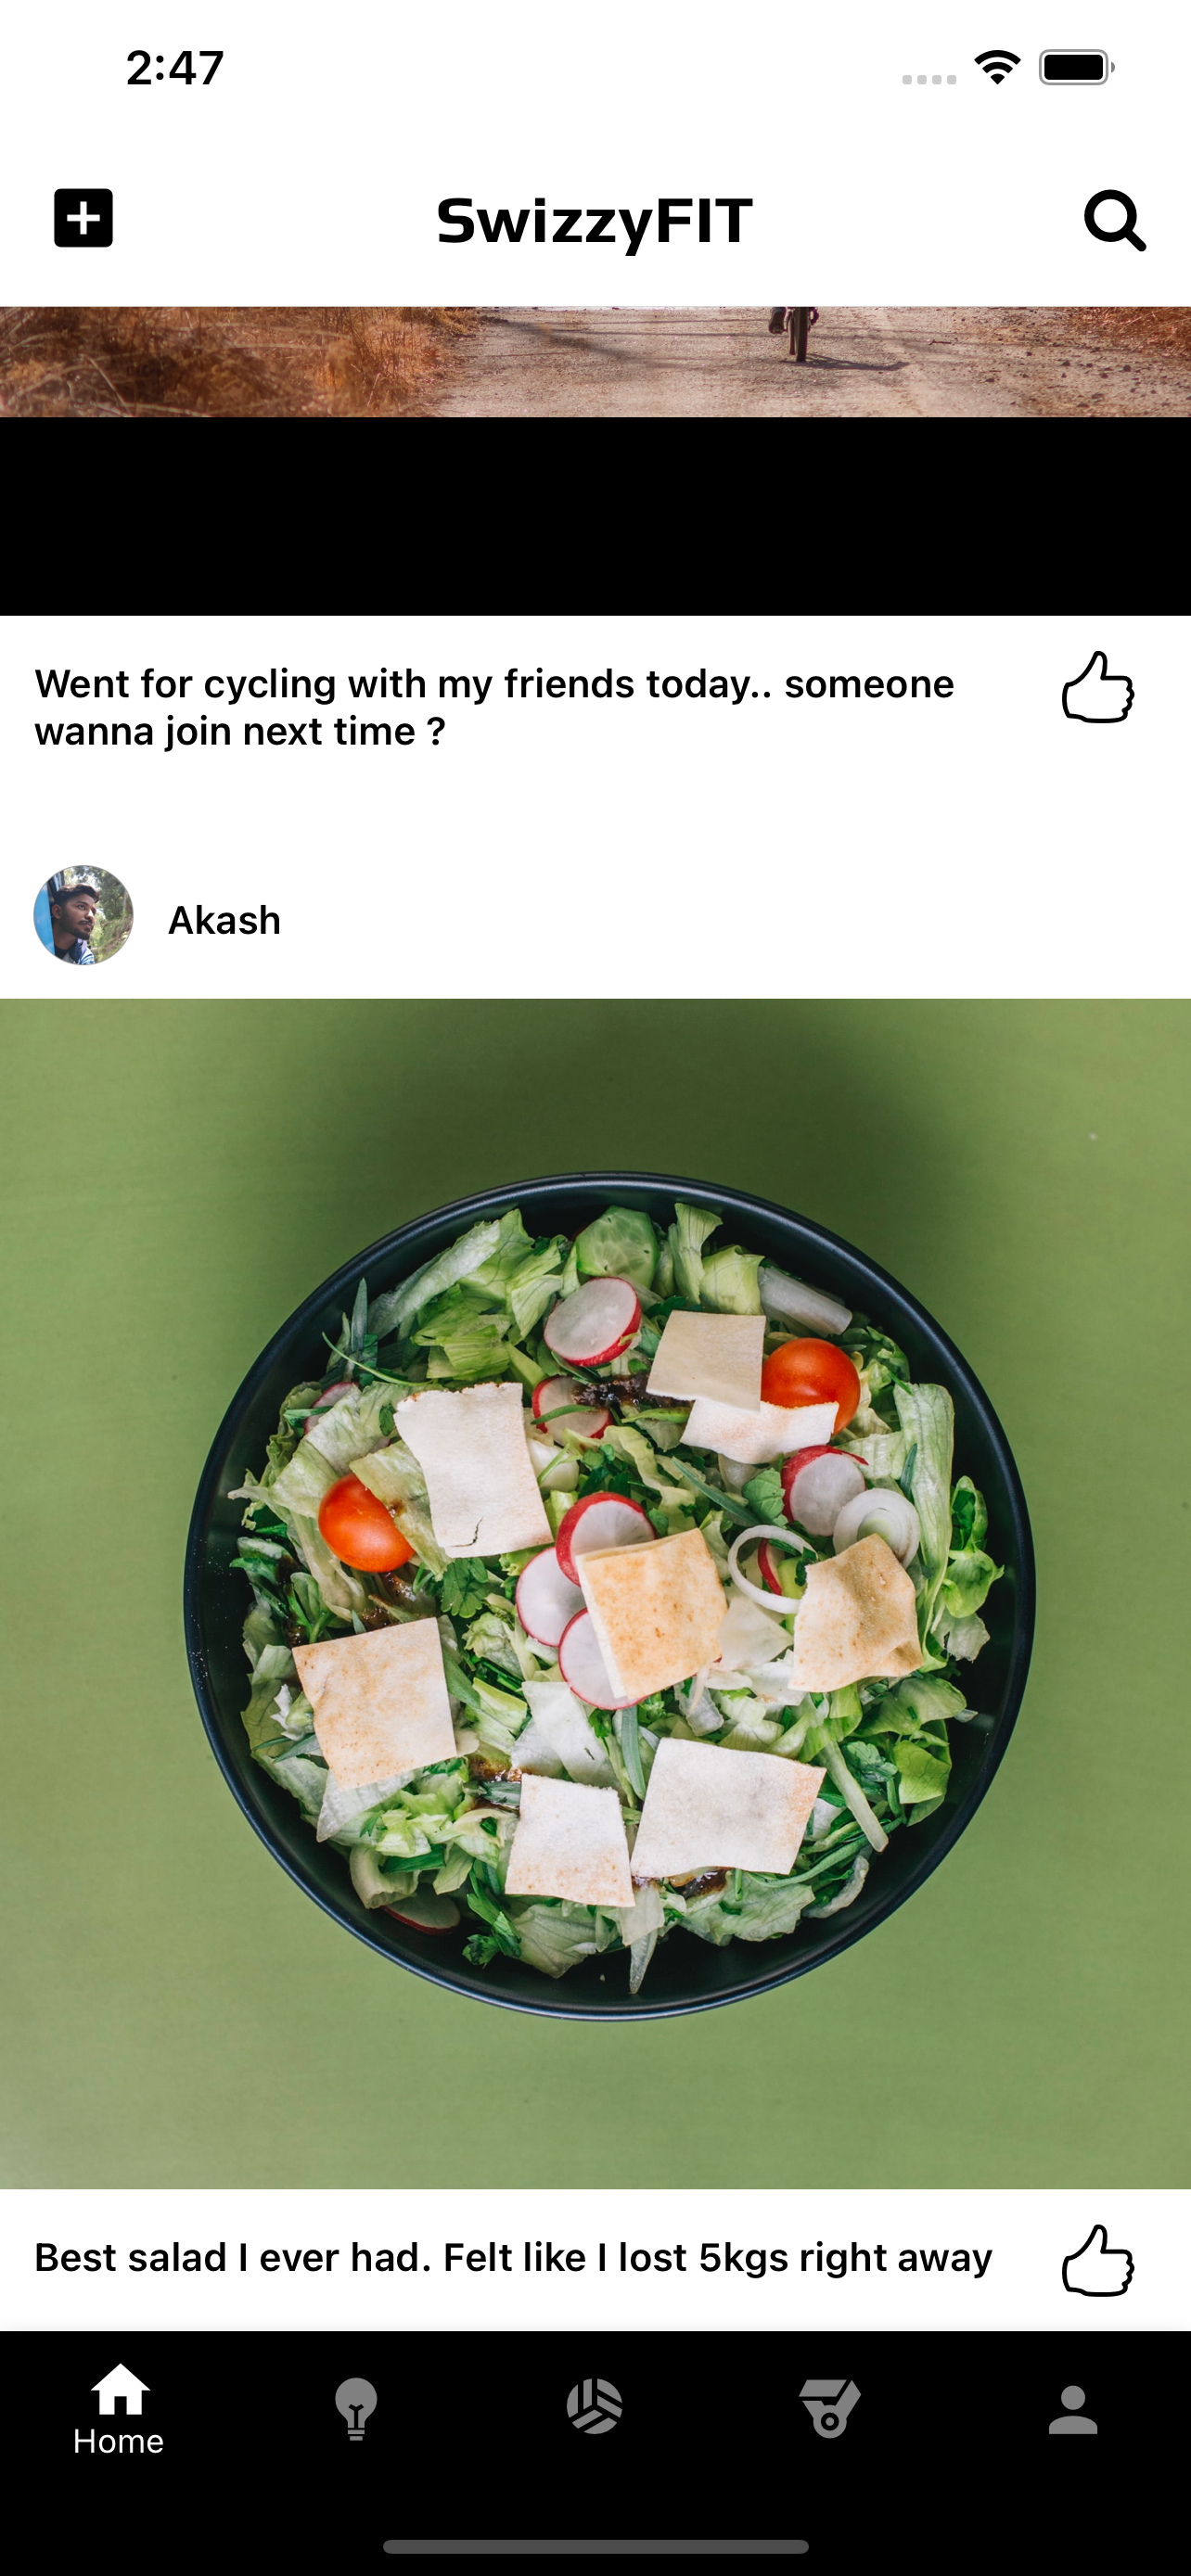 2:47
SwizzyFIT
Went for cycling with my friends today.. someone
wanna join next time ?
Akash
Best salad I ever had. Felt like I lost 5kgs right away
Home